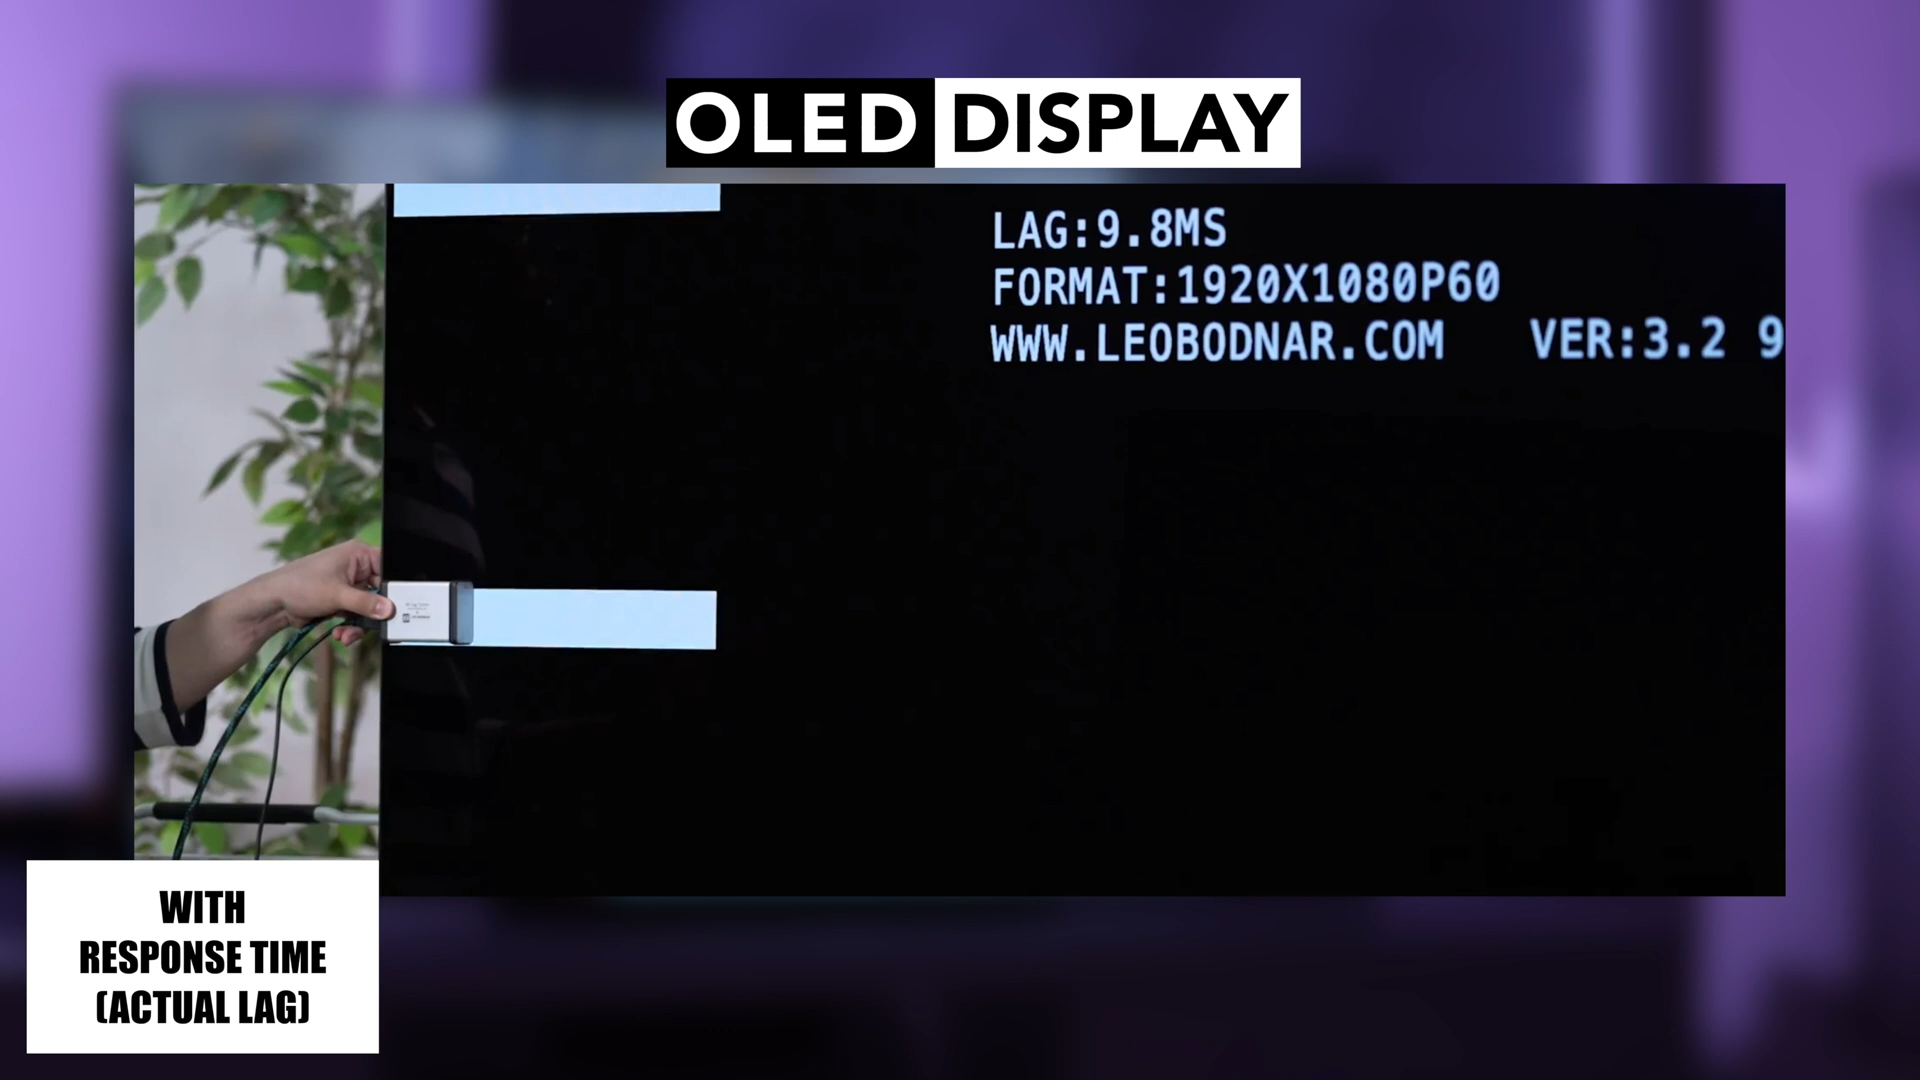 OLED DISPLAY
LAG:9.8MS
FORMAT:1920X1080P60
WWW.LEOBODNAR.COM VER:3.2 9
WITH
RESPONSE TIME
(ACTUAL LAG)